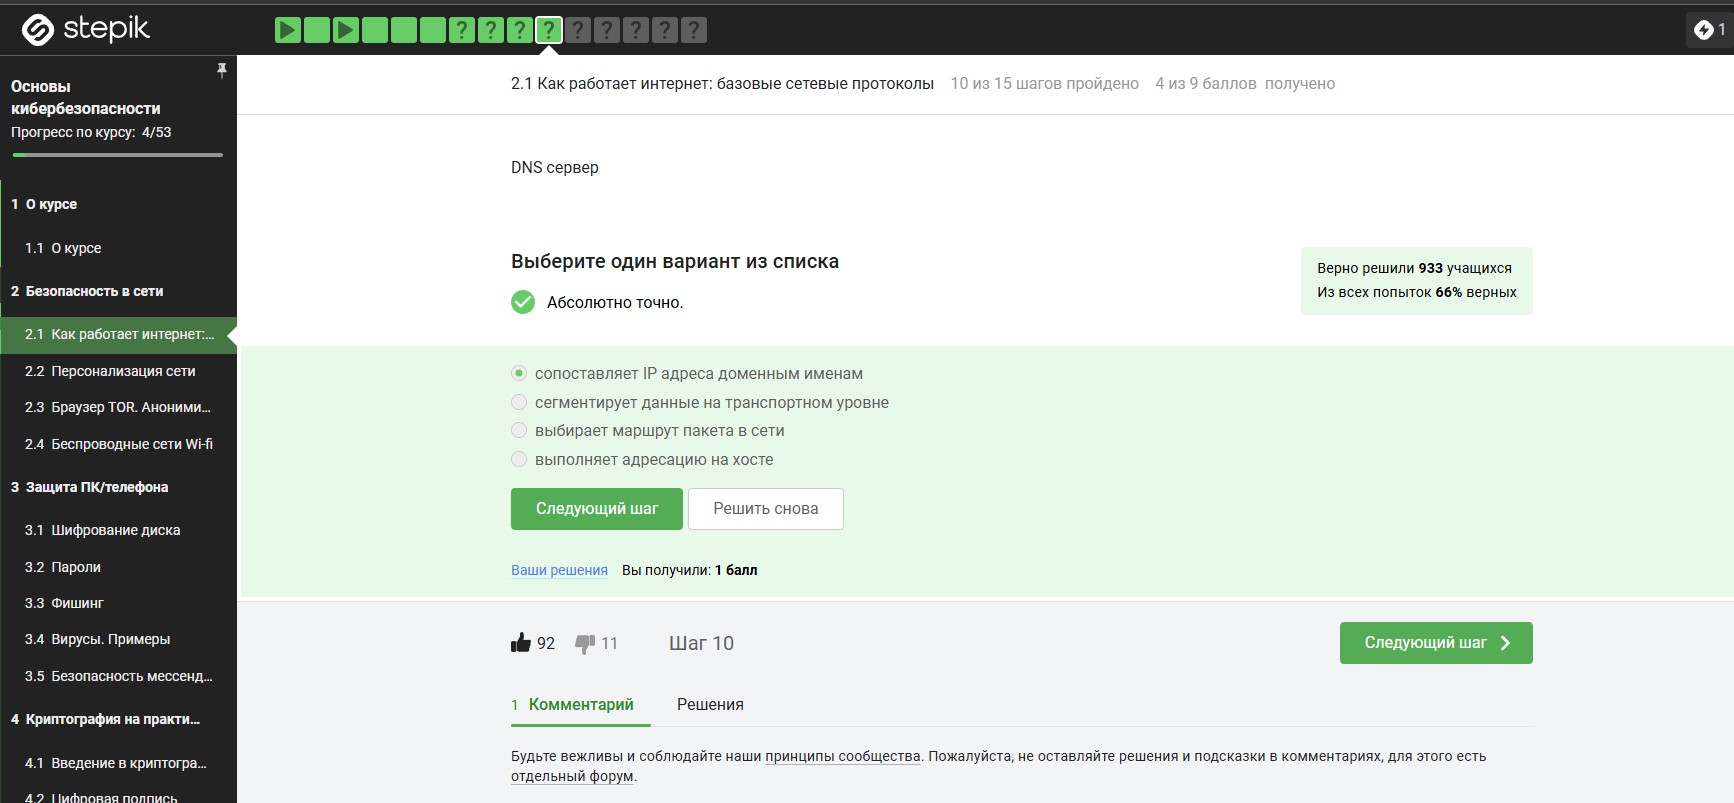 stepik
? ? ? ? ? ? ? ? ?
1
Основы
кибербезопасности
Прогресс по курсу: 4/53
1 О курсе
1.1 О курсе
2 Безопасность в сети
2.1 Как работает интернет:...
2.2 Персонализация сети
2.3 Браузер TOR. Аноними...
2.4 Беспроводные сети Wi-fi
3 Защита ПК/телефона
3.1 Шифрование диска
3.2 Пароли
3.3 Фишинг
3.4 Вирусы. Примеры
3.5 Безопасность мессенд...
4 Криптография на практи...
4.1 Введение в криптогра...
4.2 Цифровая подпись
2.1 Как работает интернет: базовые сетевые протоколы 10 из 15 шагов пройдено 4 из 9 баллов получено
DNS сервер
Выберите один вариант из списка
Абсолютно точно.
Верно решили 933 учащихся
Из всех попыток 66% верных
сопоставляет IP адреса доменным именам
сегментирует данные на транспортном уровне
выбирает маршрут пакета в сети
выполняет адресацию на хосте
Следующий шаг Решить снова
Ваши решения Вы получили: 1 балл
92 11 Шаг 10 Следующий шаг
1 Комментарий Решения
Будьте вежливы и соблюдайте наши принципы сообщества. Пожалуйста, не оставляйте решения и подсказки в комментариях, для этого есть
отдельный форум.